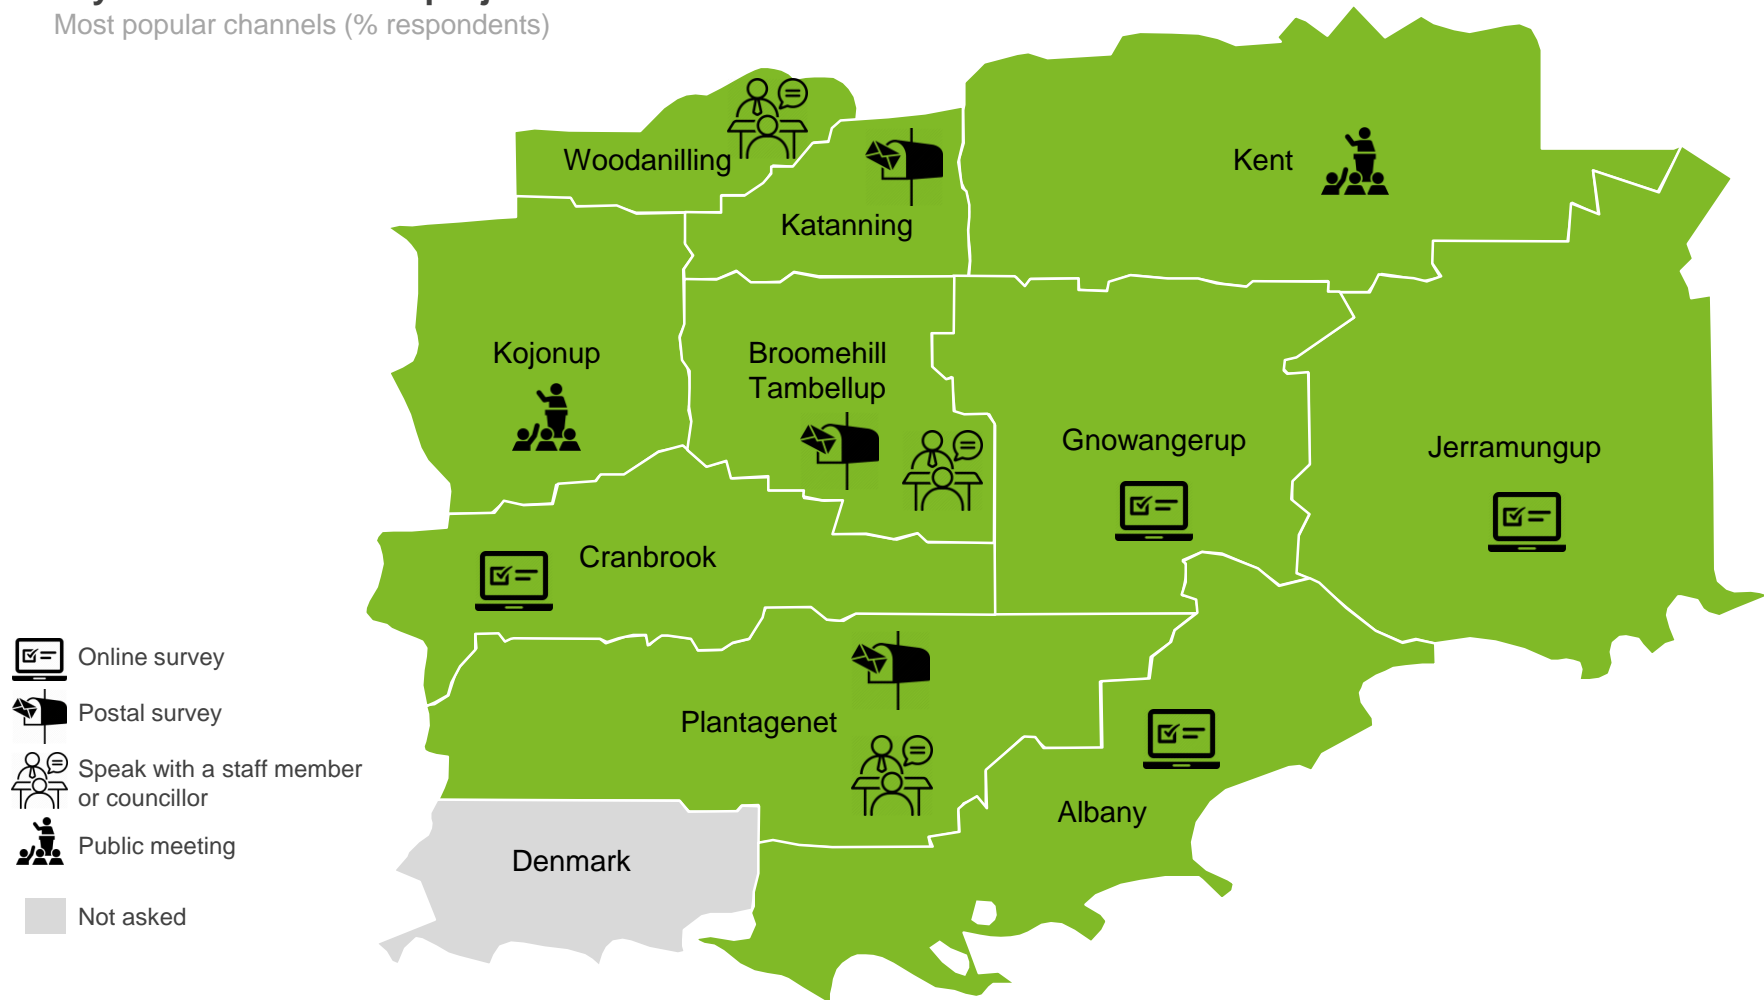 Most popular channels (% respondents)
Woodanilling
Kent
Katanning
Kojonup
Broomehill
Tambellup
Gnowangerup
Jerramungup
Cranbrook
Plantagenet
Albany
Denmark
Online survey
Postal survey
Speak with a staff member
or councillor
Public meeting
Not asked